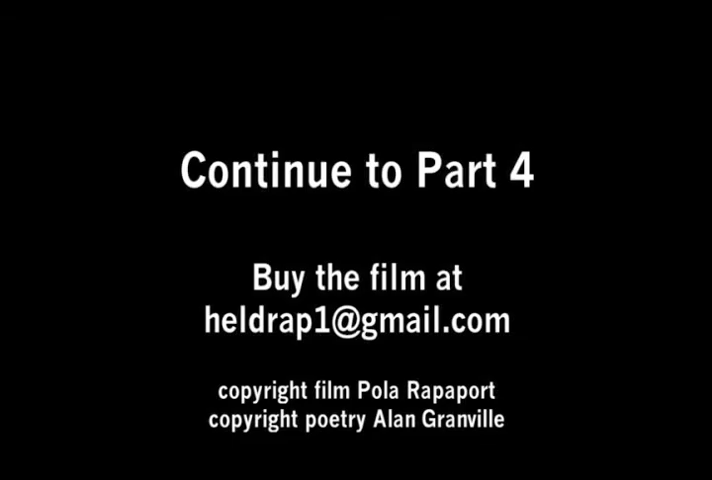 Continue to Part 4
Buy the film at
heldrap1@gmail.com
copyright film Pola Rapaport
copyright poetry Alan Granville